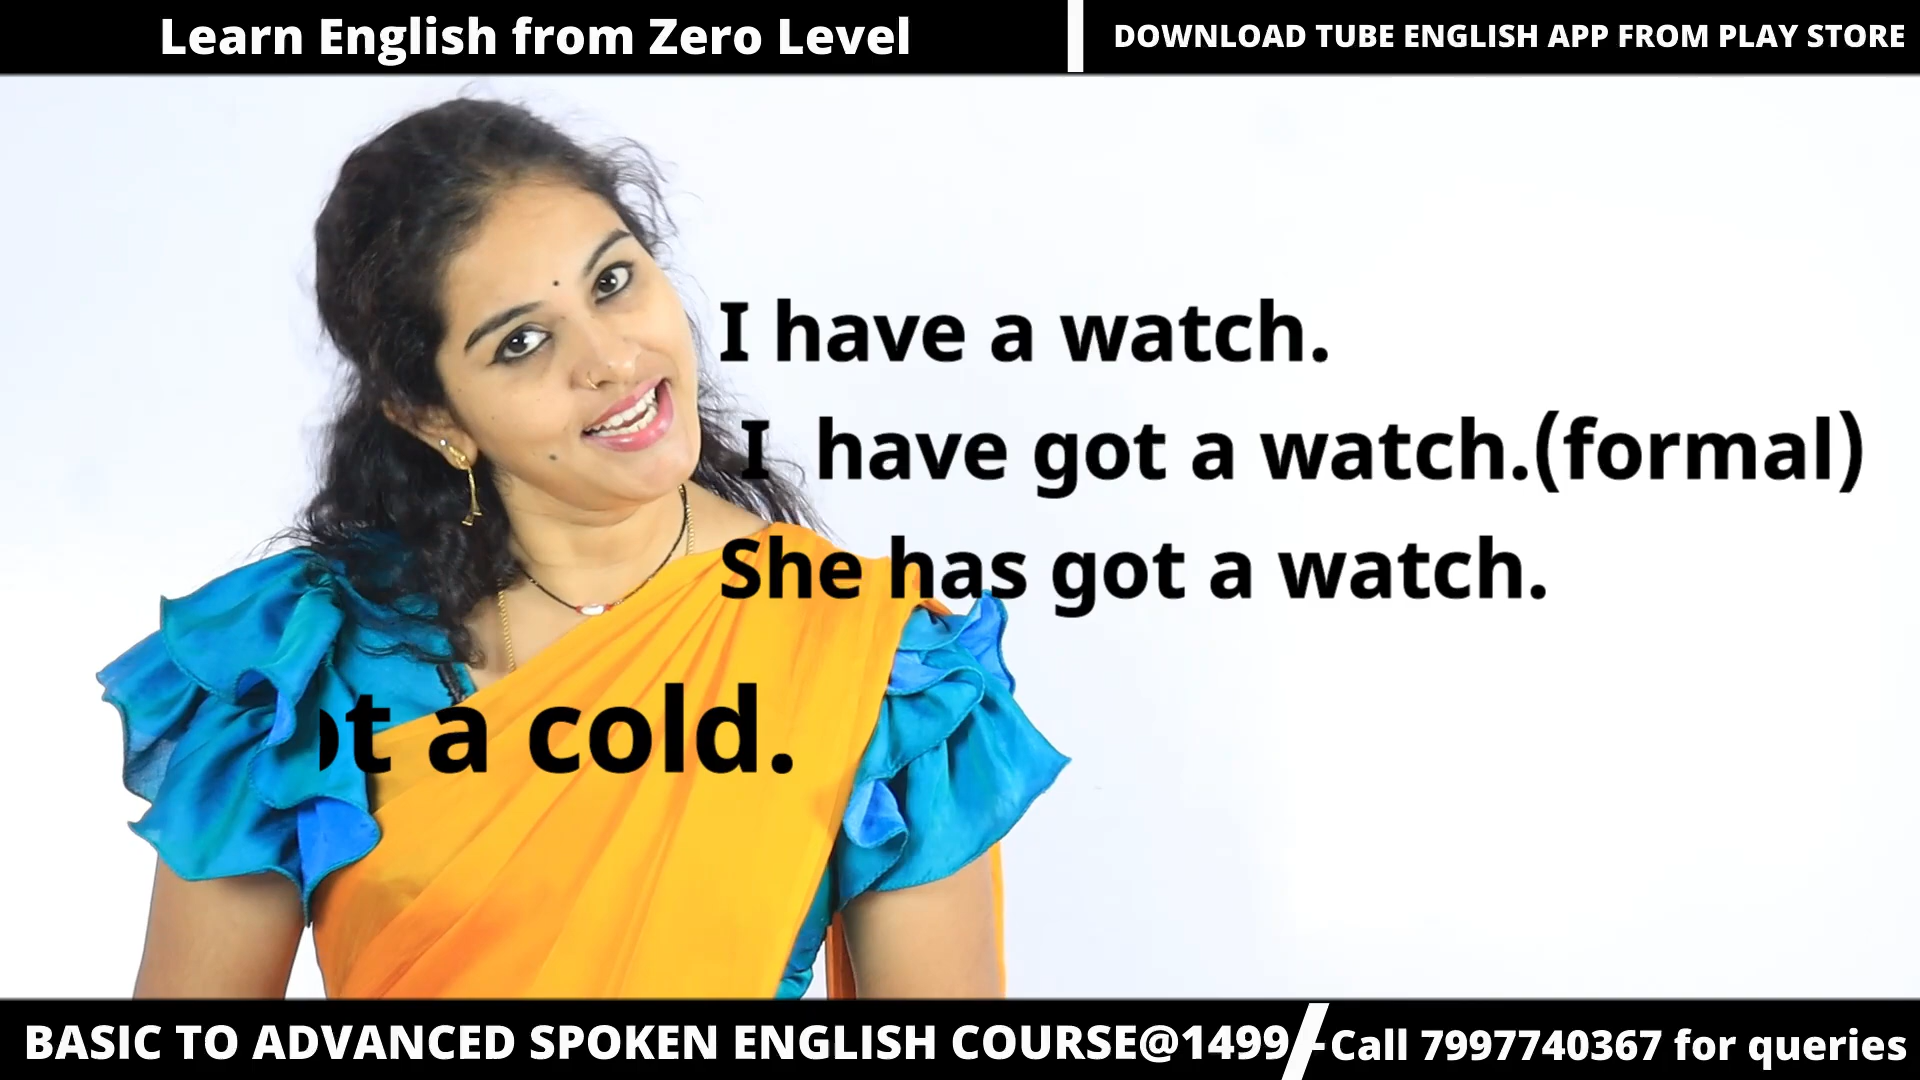 Learn English from Zero Level
DOWNLOAD TUBE ENGLISH APP FROM PLAY STORE
I have a watch.
I have got a watch.(formal)
She has got a watch.
a cold.
BASIC TO ADVANCED SPOKEN ENGLISH COURSE@1499/-
Call 7997740367 for queries